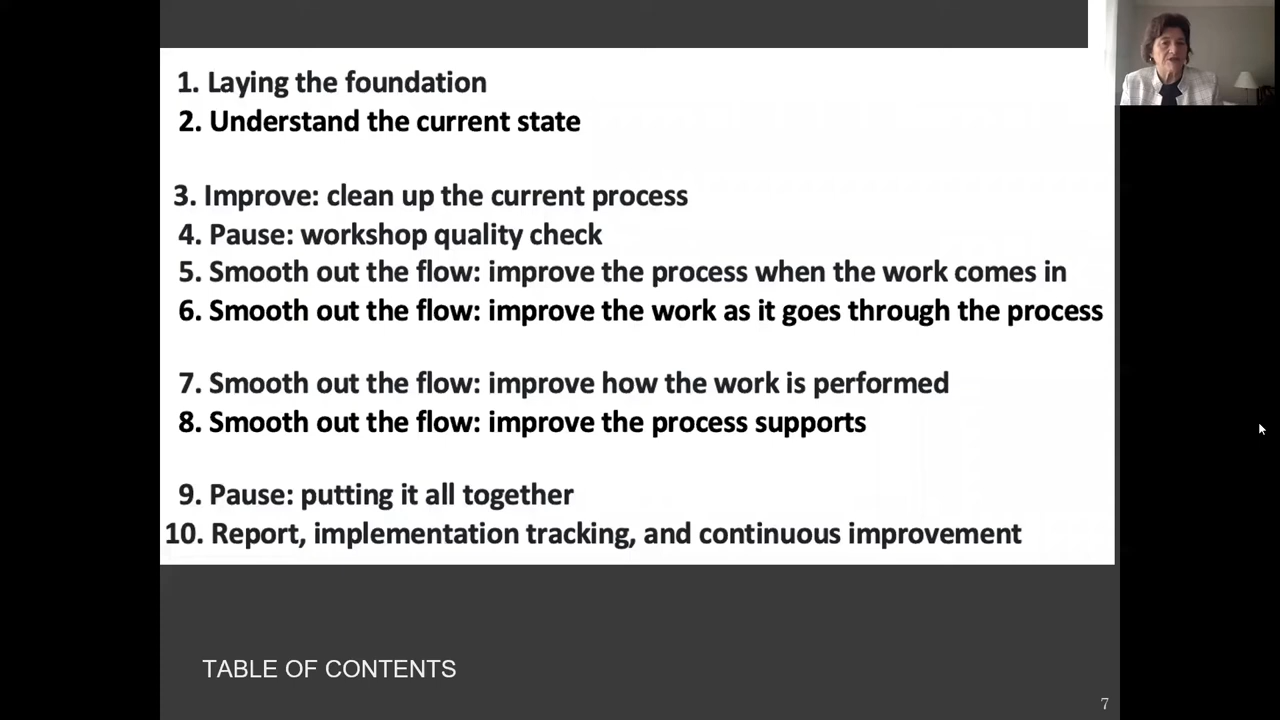 1. Laying the foundation
2. Understand the current state
3. Improve: clean up the current process
4. Pause: workshop quality check
5. Smooth out the flow: improve the process when the work comes in
6. Smooth out the flow: improve the work as it goes through the process
7. Smooth out the flow: improve how the work is performed
8. Smooth out the flow: improve the process supports
9. Pause: putting it all together
10. Report, implementation tracking, and continuous improvement
TABLE OF CONTENTS
7